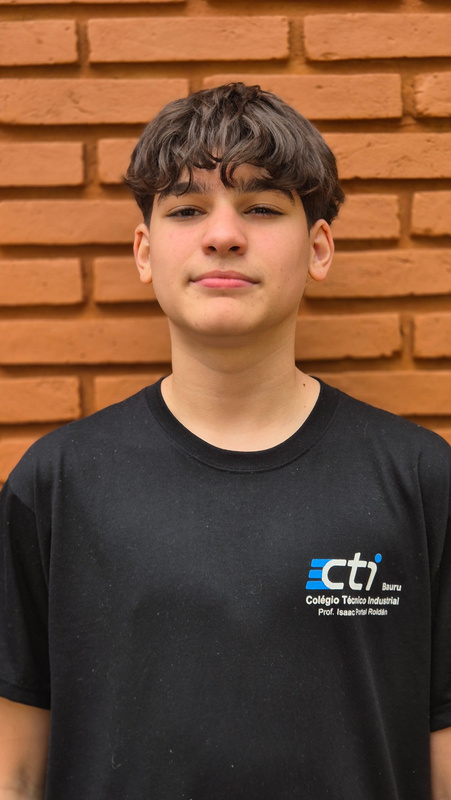 cti Bauru
Colégio Técnico Industrial
Prof. Isaac Portal Roldán